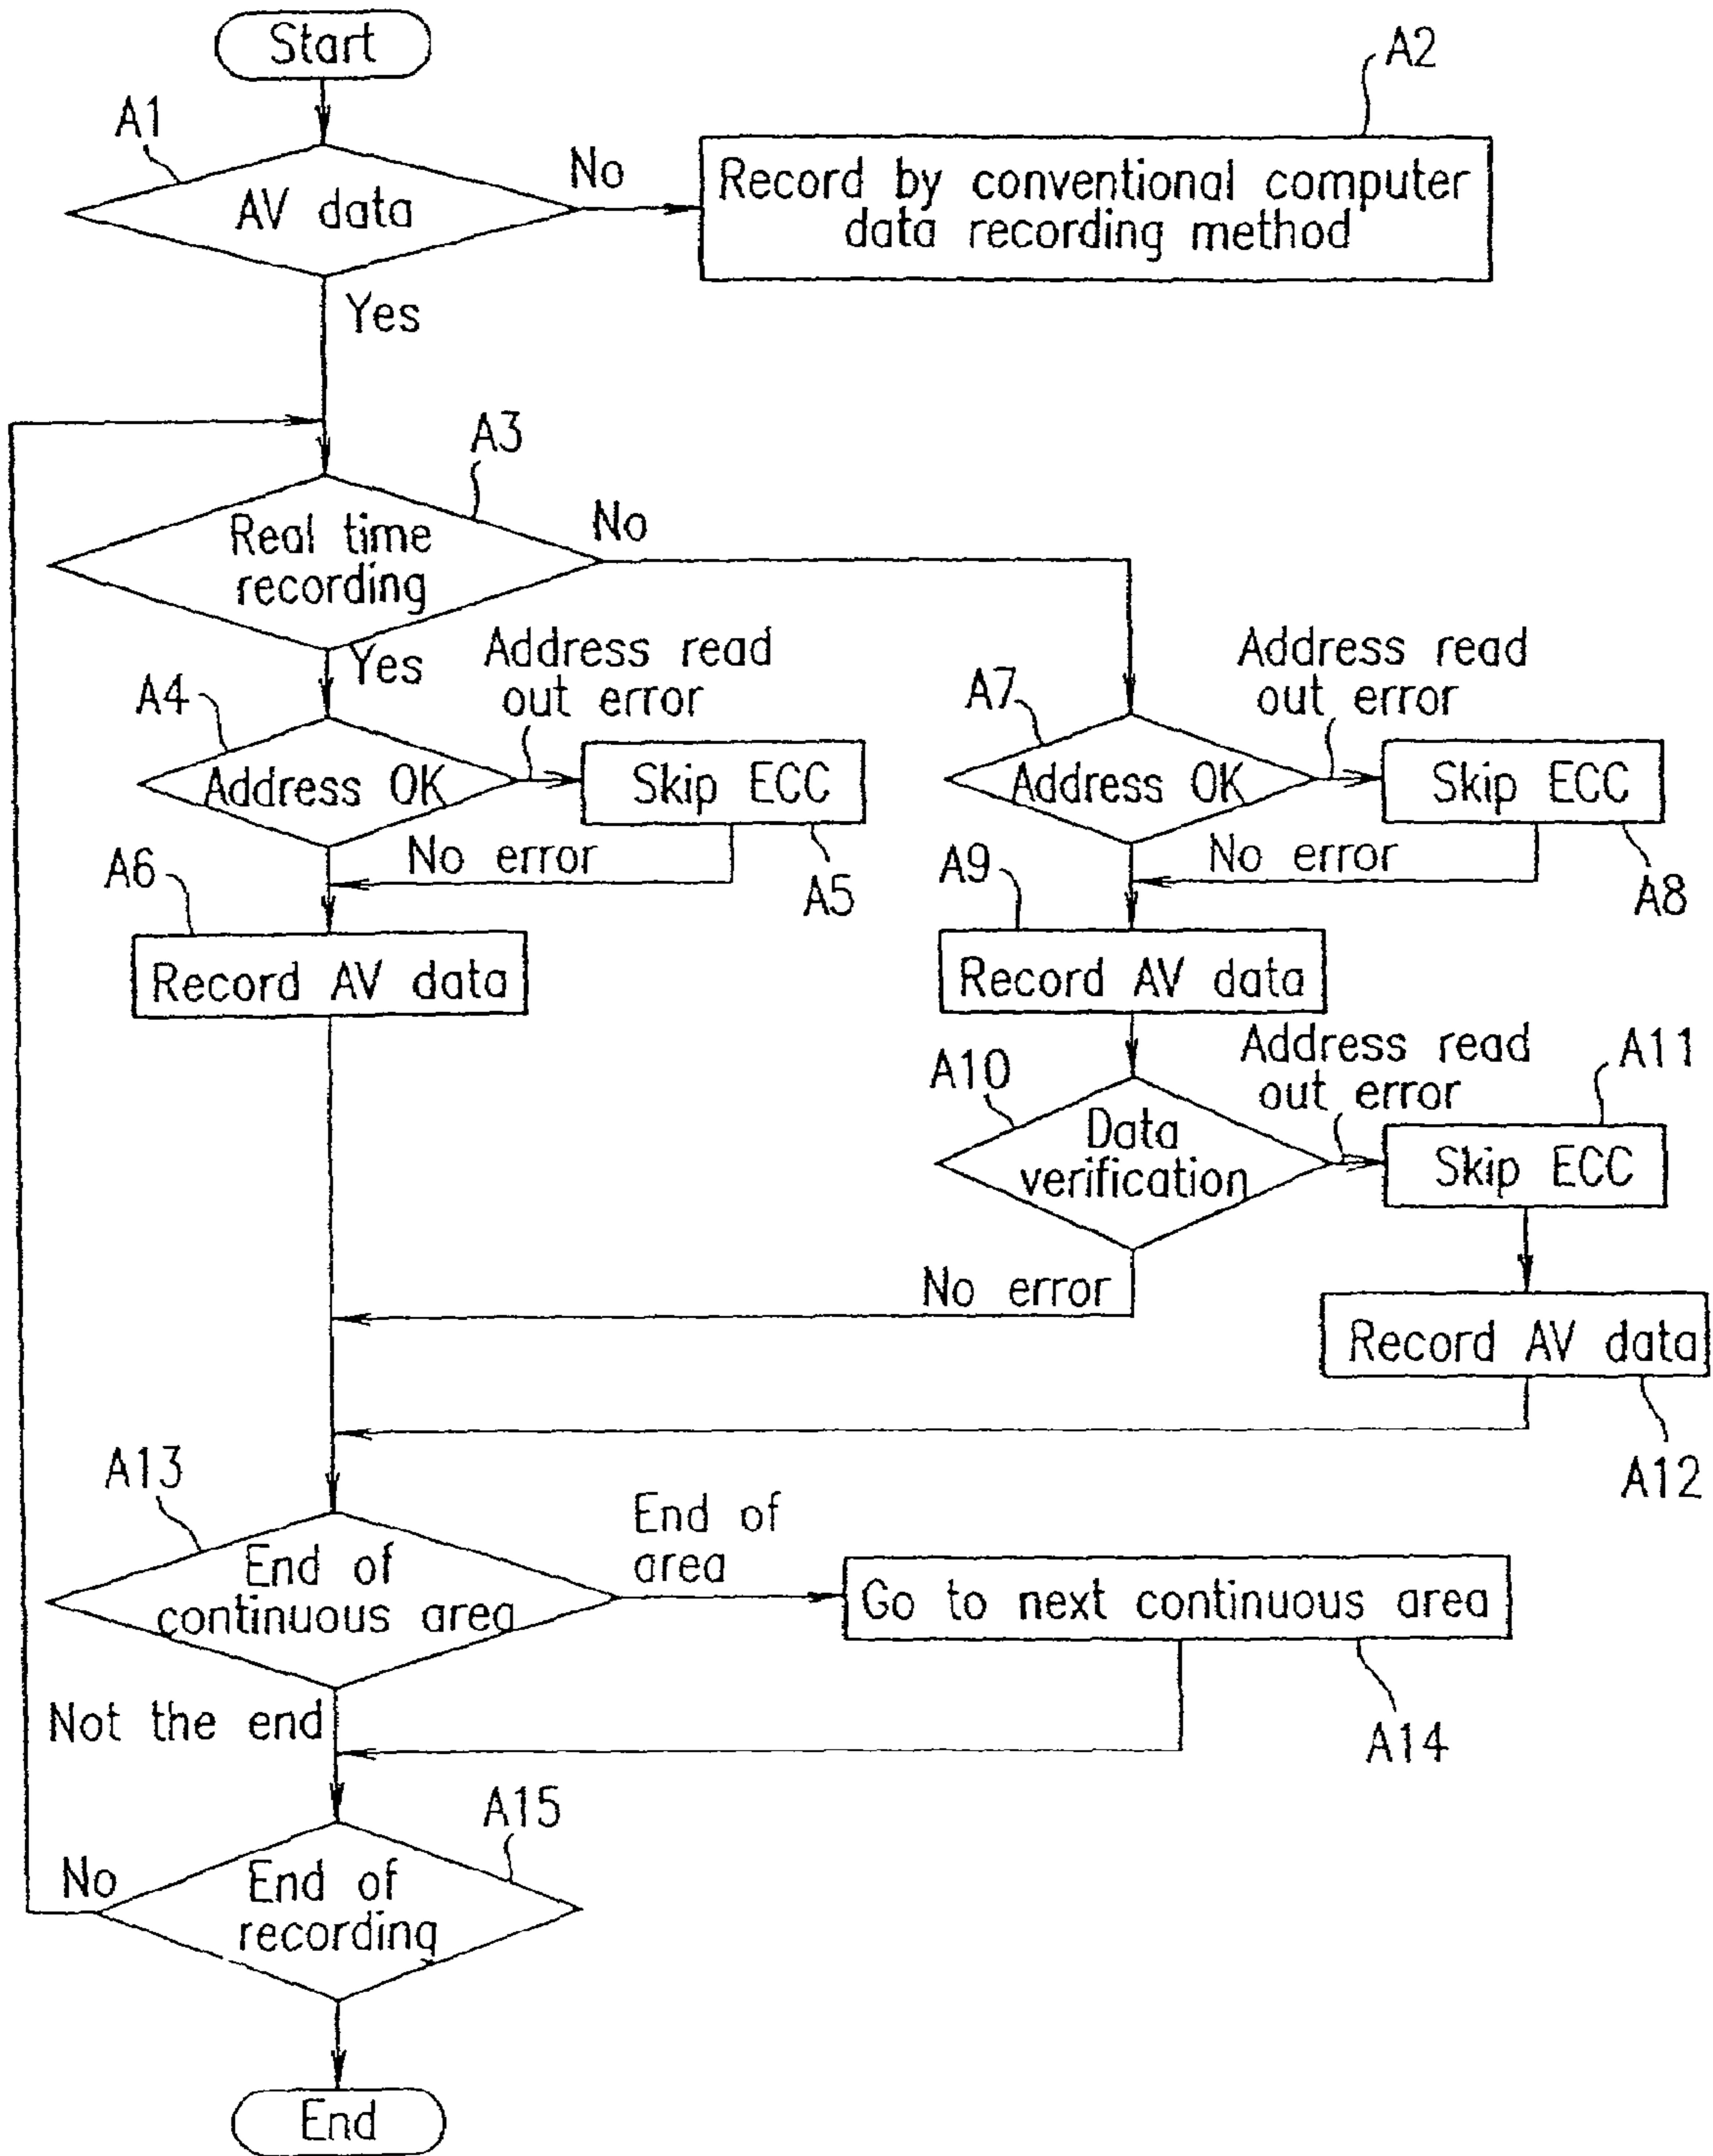 Start
A1
A2
AV data
No
Record by conventional computer
data recording method
Yes
A3
Real time
recording
No
Yes
Address read
out error
A4
Address OK
Skip ECC
No error
A5
A6
Record AV data
Address read
out error
A7
Address OK
Skip ECC
No error
A8
A9
Record AV data
Address read
out error
A10
A11
Data
verification
Skip ECC
No error
Record AV data
A12
A13
End of
continuous area
End of
area
Go to next continuous area
Not the end
A14
A15
No
End of
recording
End